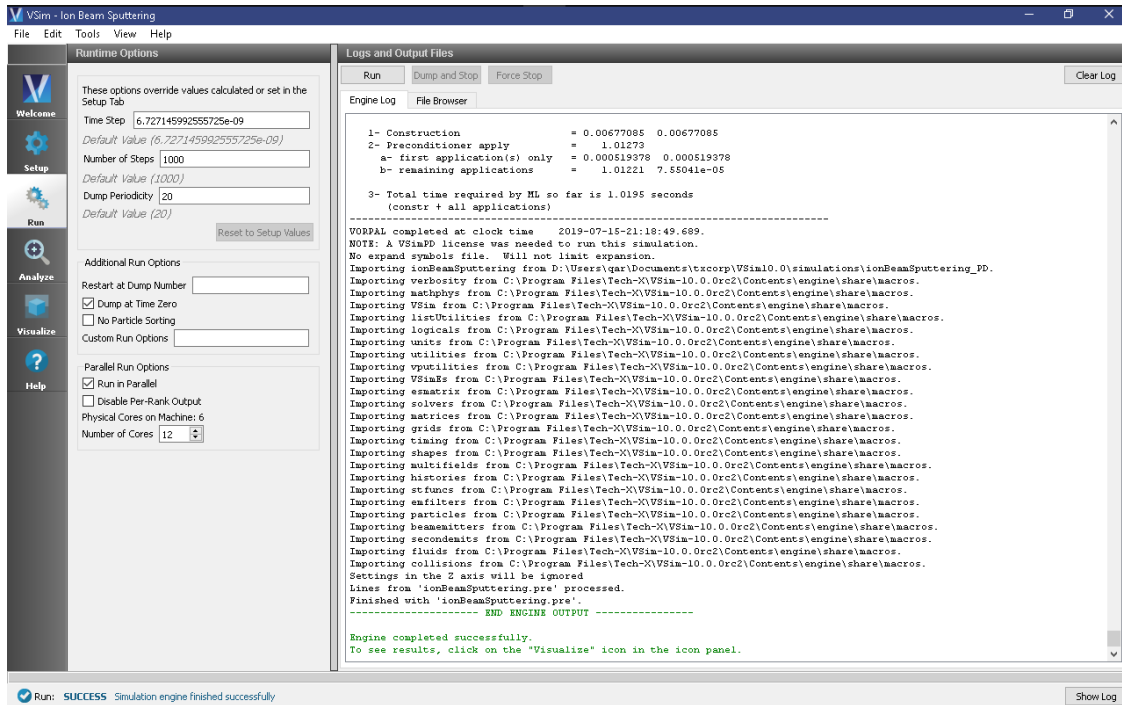 VSim - Ion Beam Sputtering
File Edit Tools View Help
Runtime Options
These options override values calculated or set in the
Setup Tab
Time Step 6.727145992555725e-09
Default Value (6.727145992555725e-09)
Number of Steps 1000
Default Value (1000)
Dump Periodicity 20
Default Value (20)
Reset to Setup Values
Additional Run Options
Restart at Dump Number
Dump at Time Zero
No Particle Sorting
Custom Run Options
Parallel Run Options
Run in Parallel
Disable Per-Rank Output
Physical Cores on Machine: 6
Number of Cores 12
Welcome
Setup
Run
Analyze
Visualize
Help
Logs and Output Files
Run Dump and Stop Force Stop Clear Log
Engine Log File Browser
1- Construction = 0.00677085 0.00677085
2- Preconditioner apply = 1.01273
a- first application(s) only = 0.000519378 0.000519378
b- remaining applications = 1.01221 7.55041e-05
3- Total time required by ML so far is 1.0195 seconds
(constr + all applications)
------------------------------------------------------------------------------
VORPAL completed at clock time 2019-07-15-21:18:49.689.
NOTE: A VSimPD license was needed to run this simulation.
No expand symbols file. Will not limit expansion.
Importing ionBeamSputtering from D:\Users\qar\Documents\txcorp\VSim10.0\simulations\ionBeamSputtering_PD.
Importing verbosity from C:\Program Files\Tech-X\VSim-10.0.0rc2\Contents\engine\share\macros.
Importing mathphys from C:\Program Files\Tech-X\VSim-10.0.0rc2\Contents\engine\share\macros.
Importing VSim from C:\Program Files\Tech-X\VSim-10.0.0rc2\Contents\engine\share\macros.
Importing listUtilities from C:\Program Files\Tech-X\VSim-10.0.0rc2\Contents\engine\share\macros.
Importing logicals from C:\Program Files\Tech-X\VSim-10.0.0rc2\Contents\engine\share\macros.
Importing units from C:\Program Files\Tech-X\VSim-10.0.0rc2\Contents\engine\share\macros.
Importing utilities from C:\Program Files\Tech-X\VSim-10.0.0rc2\Contents\engine\share\macros.
Importing vputilities from C:\Program Files\Tech-X\VSim-10.0.0rc2\Contents\engine\share\macros.
Importing VSimEs from C:\Program Files\Tech-X\VSim-10.0.0rc2\Contents\engine\share\macros.
Importing esmatrix from C:\Program Files\Tech-X\VSim-10.0.0rc2\Contents\engine\share\macros.
Importing solvers from C:\Program Files\Tech-X\VSim-10.0.0rc2\Contents\engine\share\macros.
Importing matrices from C:\Program Files\Tech-X\VSim-10.0.0rc2\Contents\engine\share\macros.
Importing grids from C:\Program Files\Tech-X\VSim-10.0.0rc2\Contents\engine\share\macros.
Importing timing from C:\Program Files\Tech-X\VSim-10.0.0rc2\Contents\engine\share\macros.
Importing shapes from C:\Program Files\Tech-X\VSim-10.0.0rc2\Contents\engine\share\macros.
Importing multifields from C:\Program Files\Tech-X\VSim-10.0.0rc2\Contents\engine\share\macros.
Importing histories from C:\Program Files\Tech-X\VSim-10.0.0rc2\Contents\engine\share\macros.
Importing stfuncs from C:\Program Files\Tech-X\VSim-10.0.0rc2\Contents\engine\share\macros.
Importing emfilters from C:\Program Files\Tech-X\VSim-10.0.0rc2\Contents\engine\share\macros.
Importing particles from C:\Program Files\Tech-X\VSim-10.0.0rc2\Contents\engine\share\macros.
Importing beamemitters from C:\Program Files\Tech-X\VSim-10.0.0rc2\Contents\engine\share\macros.
Importing secondemits from C:\Program Files\Tech-X\VSim-10.0.0rc2\Contents\engine\share\macros.
Importing fluids from C:\Program Files\Tech-X\VSim-10.0.0rc2\Contents\engine\share\macros.
Importing collisions from C:\Program Files\Tech-X\VSim-10.0.0rc2\Contents\engine\share\macros.
Settings in the Z axis will be ignored
Lines from 'ionBeamSputtering.pre' processed.
Finished with 'ionBeamSputtering.pre'.
--------------------- END ENGINE OUTPUT ----------------
Engine completed successfully.
To see results, click on the "Visualize" icon in the icon panel.
Run: SUCCESS Simulation engine finished successfully
Show Log